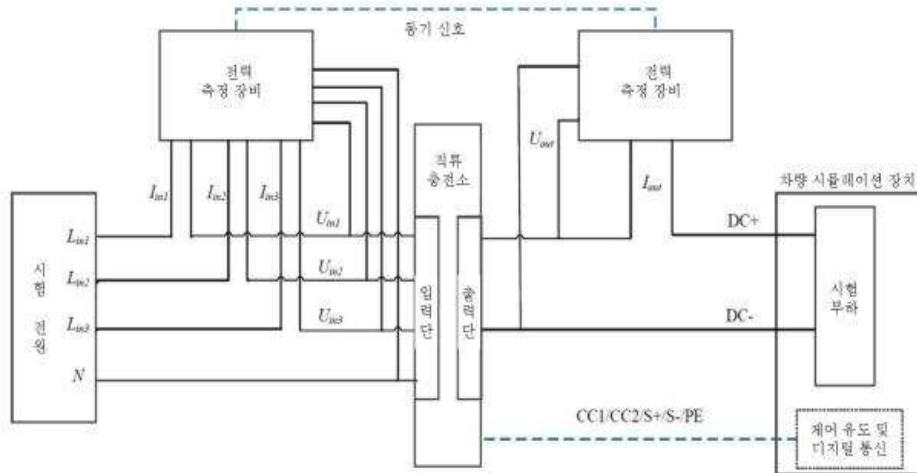 동기 신호
전력
측정 장비
전력
측정 장비
직류
충전소
U_out
I_in1
I_in2
I_in3
I_out
차량 시뮬레이션 장치
U_in1
DC+
L_in1
U_in2
L_in2
시험 전원
입력단
출력단
시험
부하
U_in3
L_in3
DC-
N
CC1/CC2/S+/S-/PE
제어 유도 및
디지털 통신